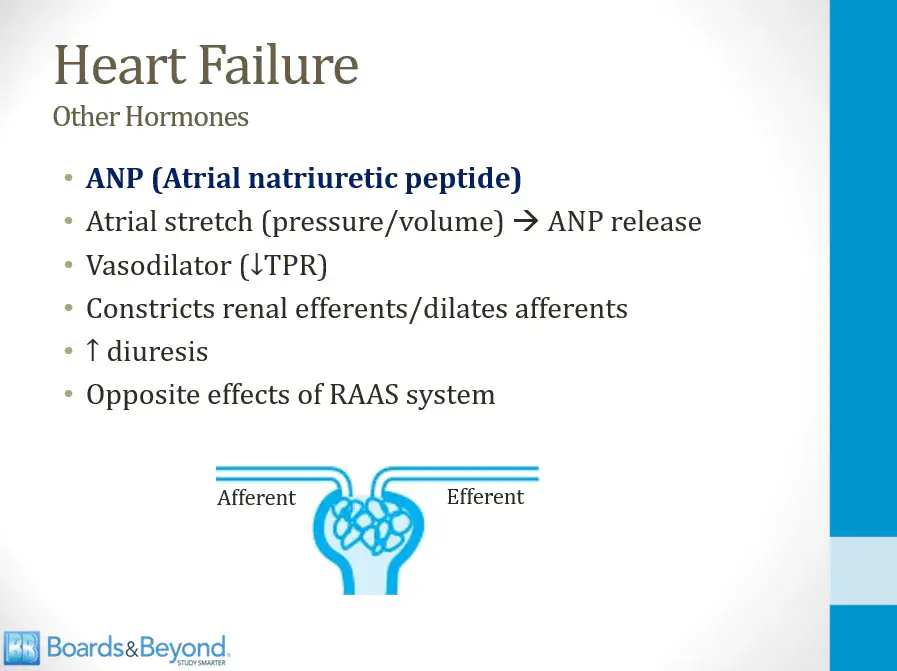 Heart Failure
Other Hormones
• ANP (Atrial natriuretic peptide)
• Atrial stretch (pressure/volume) → ANP release
• Vasodilator (↓TPR)
• Constricts renal efferents/dilates afferents
• ↑ diuresis
• Opposite effects of RAAS system
Afferent
Efferent
BB Boards&Beyond®
STUDY SMARTER